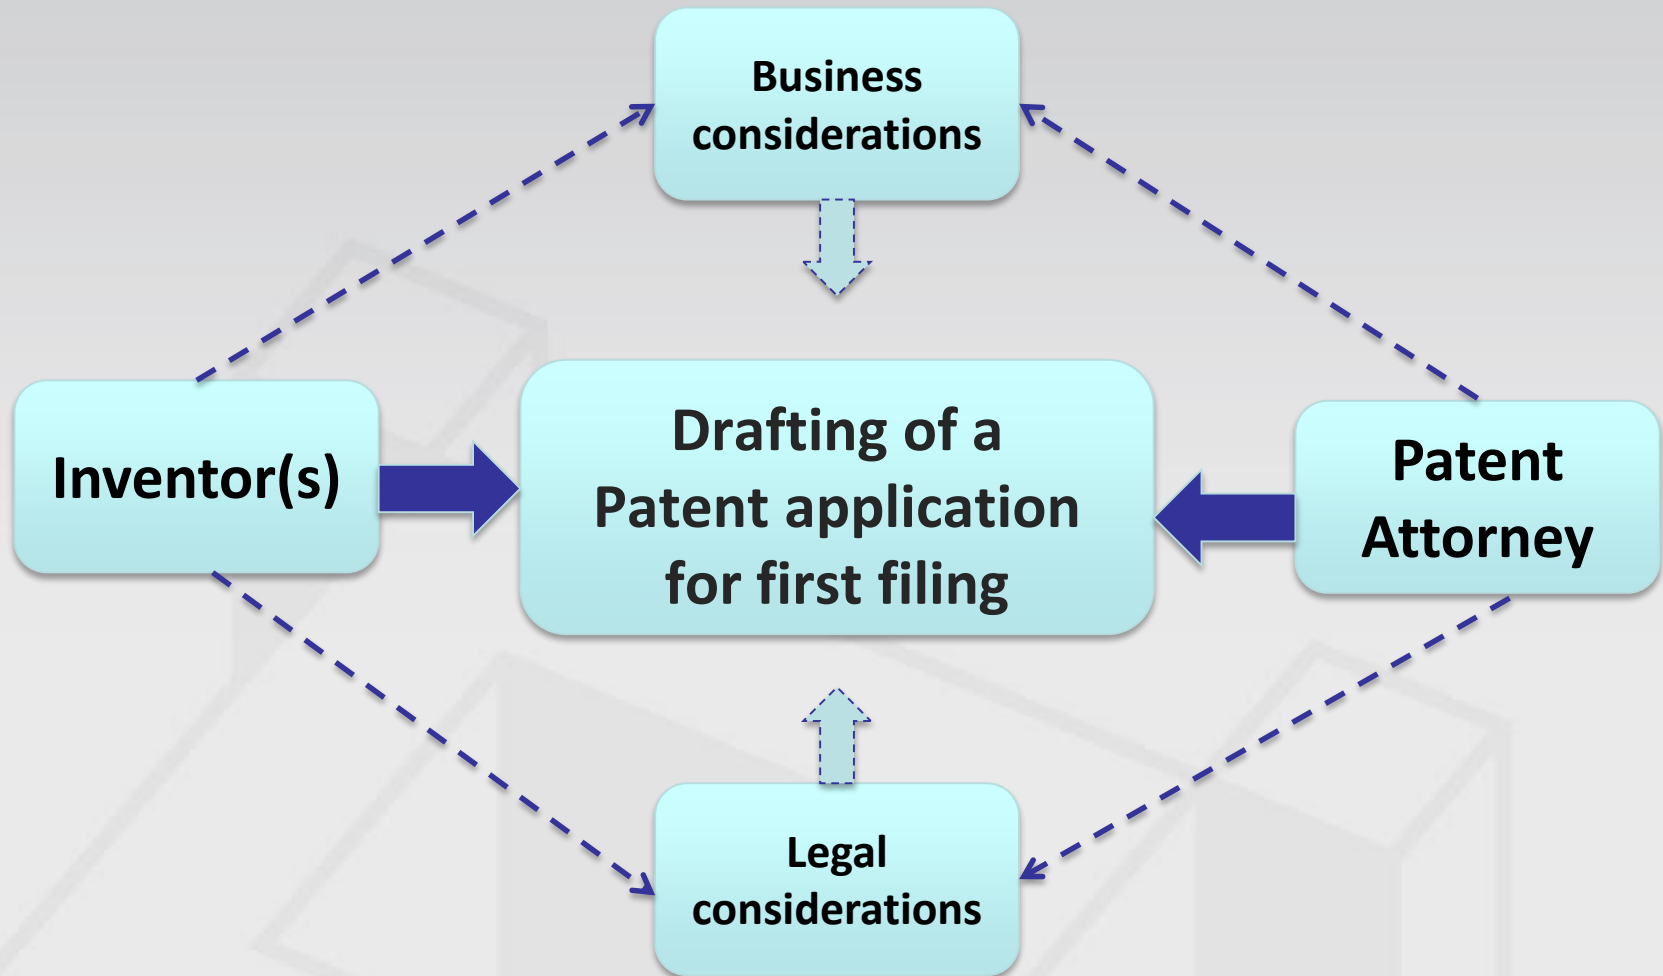 Business
considerations
Inventor(s)
Drafting of a
Patent application
for first filing
Patent
Attorney
Legal
considerations